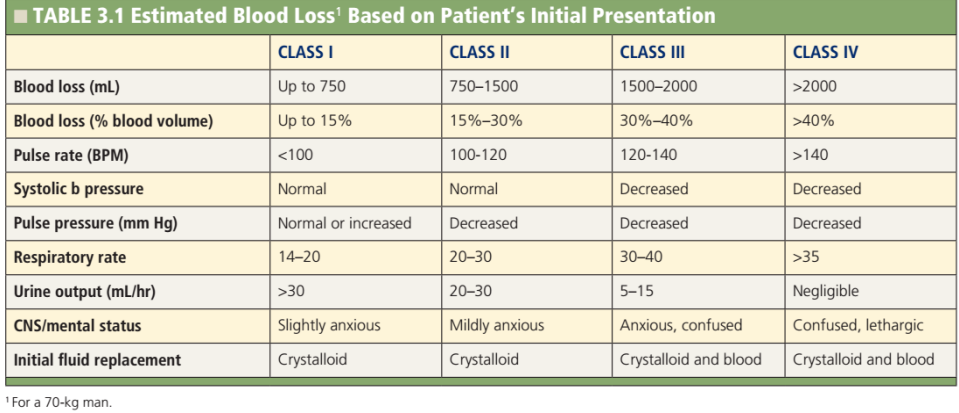 ■ TABLE 3.1 Estimated Blood Loss¹ Based on Patient's Initial Presentation
CLASS I CLASS II CLASS III CLASS IV
Blood loss (mL) Up to 750 750–1500 1500–2000 >2000
Blood loss (% blood volume) Up to 15% 15%–30% 30%–40% >40%
Pulse rate (BPM) <100 100-120 120-140 >140
Systolic b pressure Normal Normal Decreased Decreased
Pulse pressure (mm Hg) Normal or increased Decreased Decreased Decreased
Respiratory rate 14–20 20–30 30–40 >35
Urine output (mL/hr) >30 20–30 5–15 Negligible
CNS/mental status Slightly anxious Mildly anxious Anxious, confused Confused, lethargic
Initial fluid replacement Crystalloid Crystalloid Crystalloid and blood Crystalloid and blood
¹ For a 70-kg man.